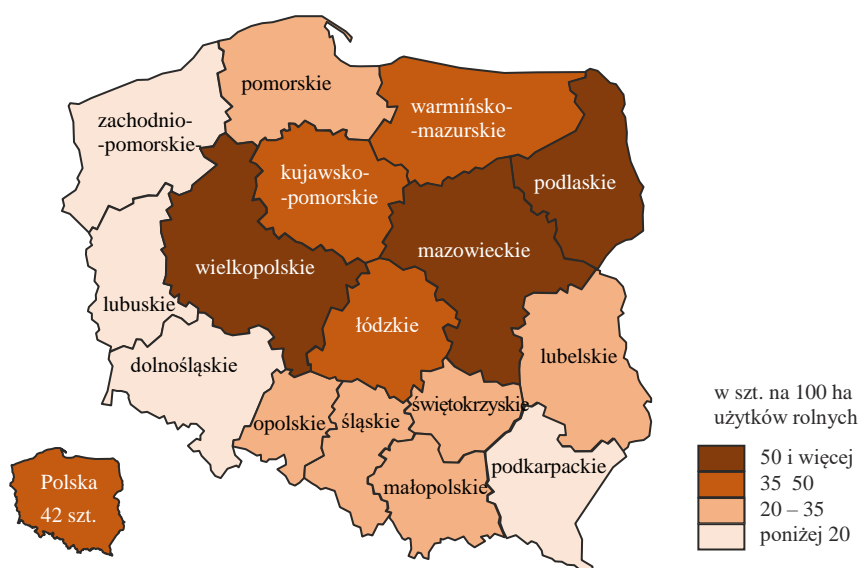 pomorskie
warmińsko-
-mazurskie
zachodnio-
-pomorskie
kujawsko-
-pomorskie
podlaskie
mazowieckie
wielkopolskie
lubuskie
łódzkie
dolnośląskie
lubelskie
opolskie
śląskie
świętokrzyskie
małopolskie
podkarpackie
Polska
42 szt.
w szt. na 100 ha
użytków rolnych
50 i więcej
35 50
20 – 35
poniżej 20